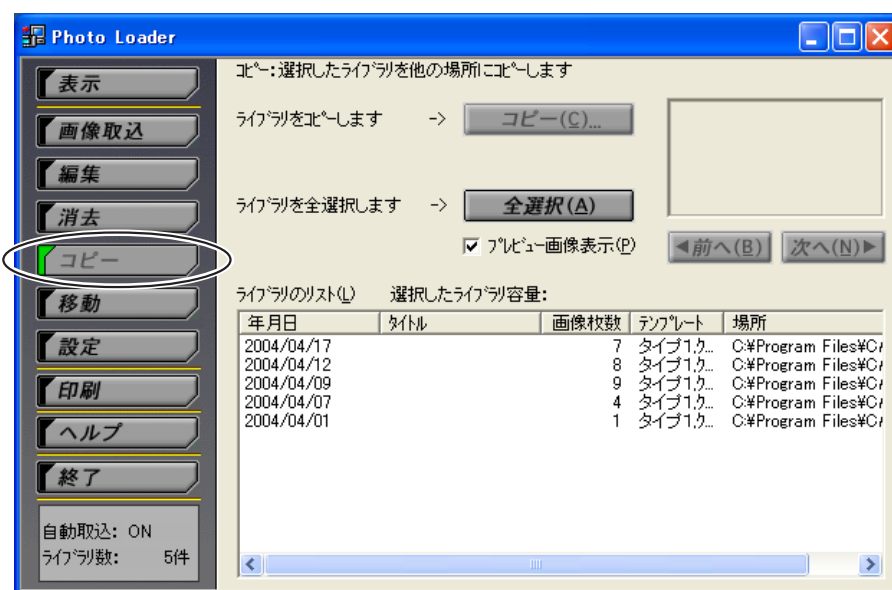 Photo Loader
表示
画像取込
編集
消去
コピー
移動
設定
印刷
ヘルプ
終了
自動取込: ON
ﾗｲﾌﾞﾗﾘ数: 5件
ｺﾋﾟｰ:選択したﾗｲﾌﾞﾗﾘを他の場所にｺﾋﾟｰします
ﾗｲﾌﾞﾗﾘをｺﾋﾟｰします -> コピー(C)...
ﾗｲﾌﾞﾗﾘを全選択します -> 全選択(A)
ﾌﾟﾚﾋﾞｭー画像表示(P) ◀前へ(B) 次へ(N)▶
ﾗｲﾌﾞﾗﾘのﾘｽﾄ(L) 選択したﾗｲﾌﾞﾗﾘ容量:
年月日 ﾀｲﾄﾙ 画像枚数 ﾃﾝﾌﾟﾚｰﾄ 場所
2004/04/17 7 タイプ1,ｸ... C:¥Program Files¥CA
2004/04/12 8 タイプ1,ｸ... C:¥Program Files¥CA
2004/04/09 9 タイプ1,ｸ... C:¥Program Files¥CA
2004/04/07 4 タイプ1,ｸ... C:¥Program Files¥CA
2004/04/01 1 タイプ1,ｸ... C:¥Program Files¥CA